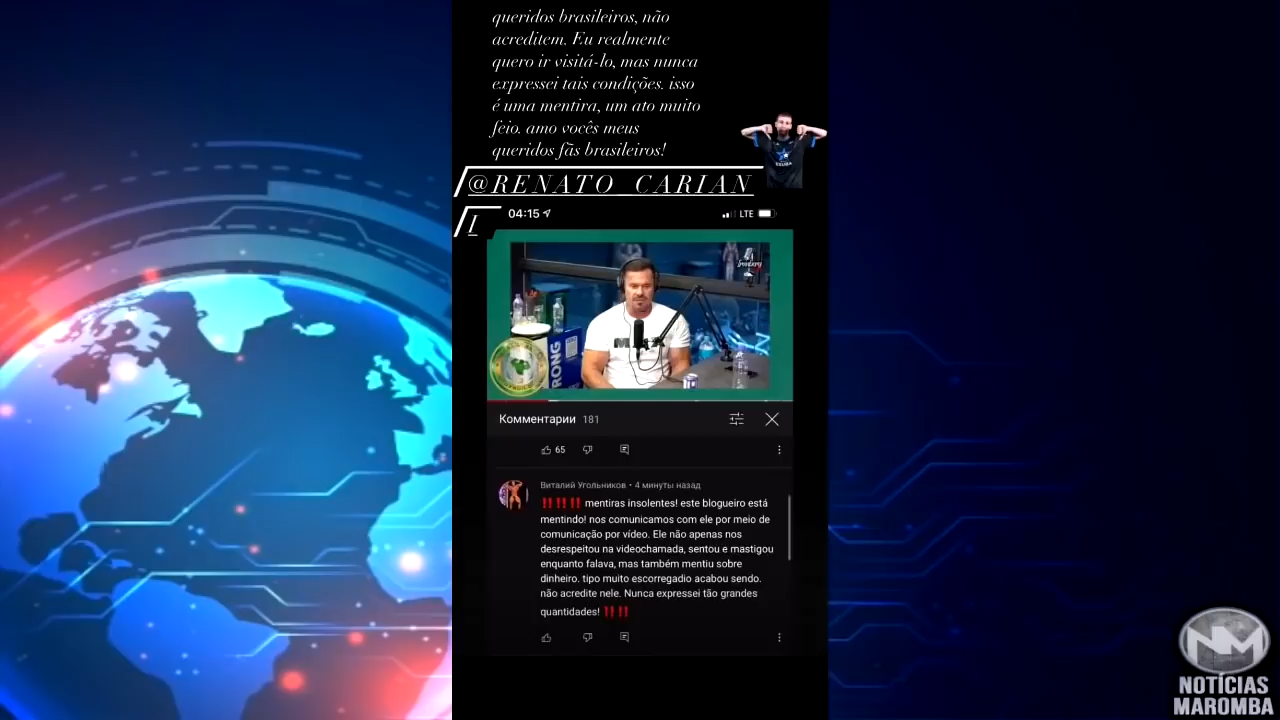 queridos brasileiros, não
acreditem. Eu realmente
quero ir visitá-lo, mas nunca
expressei tais condições. isso
é uma mentira, um ato muito
feio. amo vocês meus
queridos fãs brasileiros!
@RENATO_CARIAN
I
04:15
LTE
Комментарии 181
65
Виталий Угольников • 4 минуты назад
‼️‼️‼️ mentiras insolentes! este blogueiro está
mentindo! nos comunicamos com ele por meio de
comunicação por vídeo. Ele não apenas nos
desrespeitou na videochamada, sentou e mastigou
enquanto falava, mas também mentiu sobre
dinheiro. tipo muito escorregadio acabou sendo.
não acredite nele. Nunca expressei tão grandes
quantidades! ‼️‼️
NM
NOTÍCIAS
MAROMBA